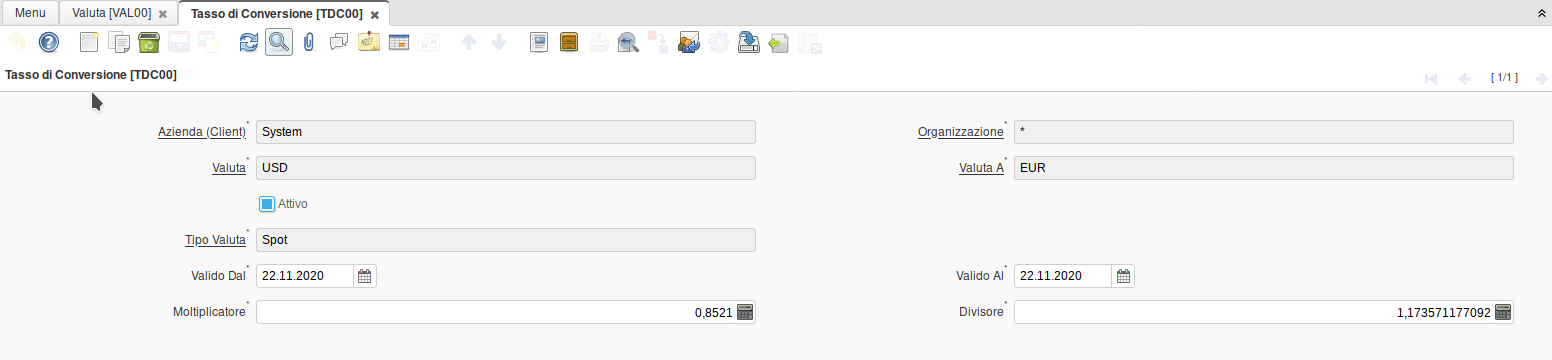 Menu Valuta [VAL00] Tasso di Conversione [TDC00]
Tasso di Conversione [TDC00] [ 1/1 ]
Azienda (Client)* System Organizzazione* *
Valuta* USD Valuta A* EUR
Attivo
Tipo Valuta* Spot
Valido Dal* 22.11.2020 Valido Al* 22.11.2020
Moltiplicatore* 0,8521 Divisore* 1,173571177092